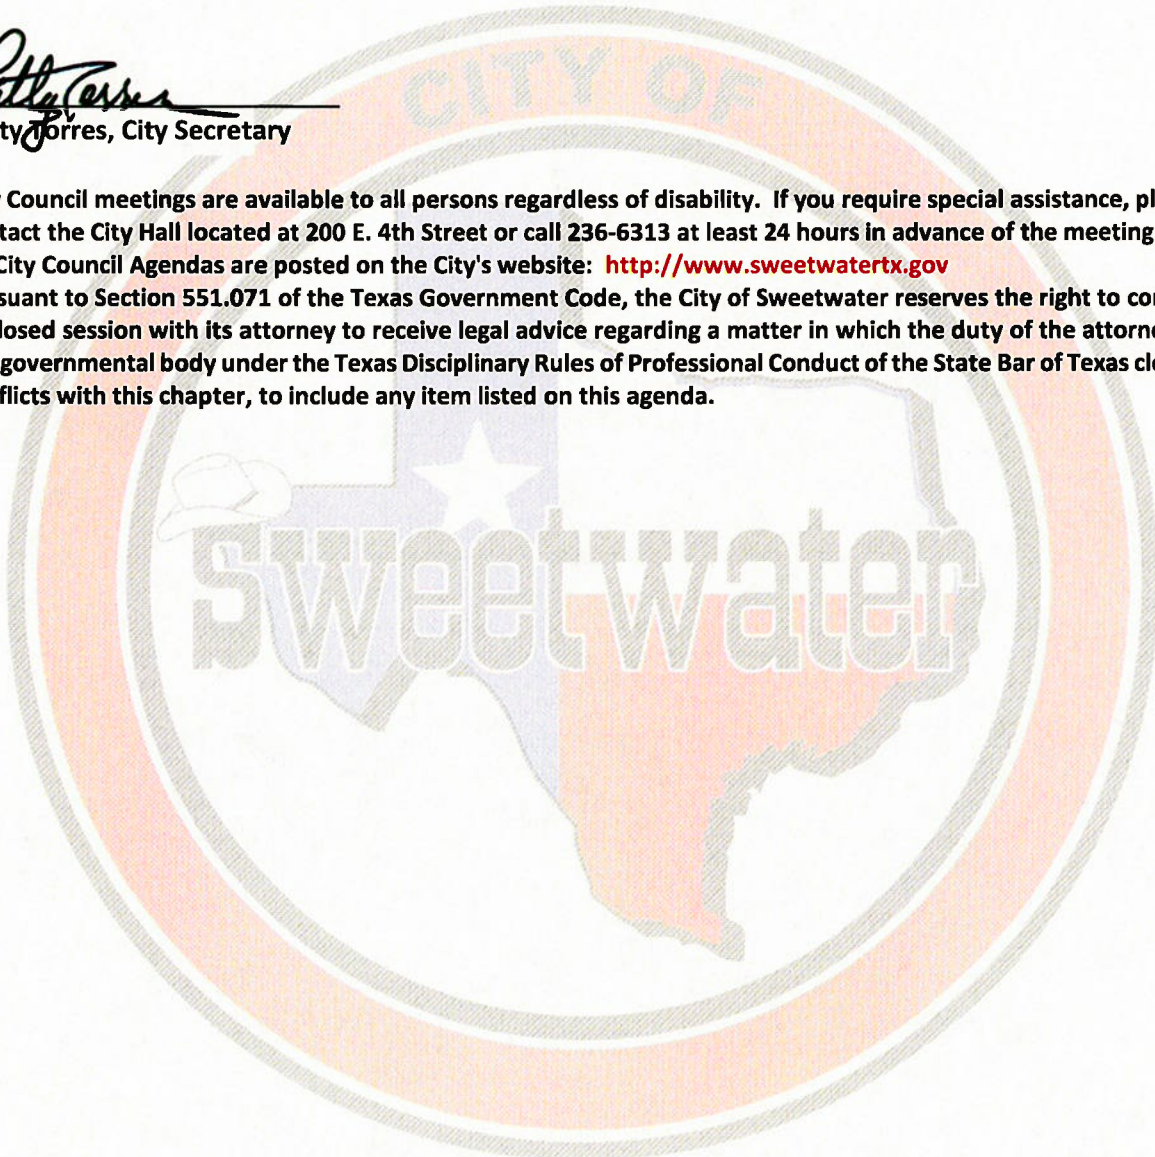 CITY OF
ty Torres, City Secretary
Council meetings are available to all persons regardless of disability. If you require special assistance, pl
tact the City Hall located at 200 E. 4th Street or call 236-6313 at least 24 hours in advance of the meeting
City Council Agendas are posted on the City's website: http://www.sweetwatertx.gov
suant to Section 551.071 of the Texas Government Code, the City of Sweetwater reserves the right to co
losed session with its attorney to receive legal advice regarding a matter in which the duty of the attorne
governmental body under the Texas Disciplinary Rules of Professional Conduct of the State Bar of Texas cle
flicts with this chapter, to include any item listed on this agenda.
Sweetwater